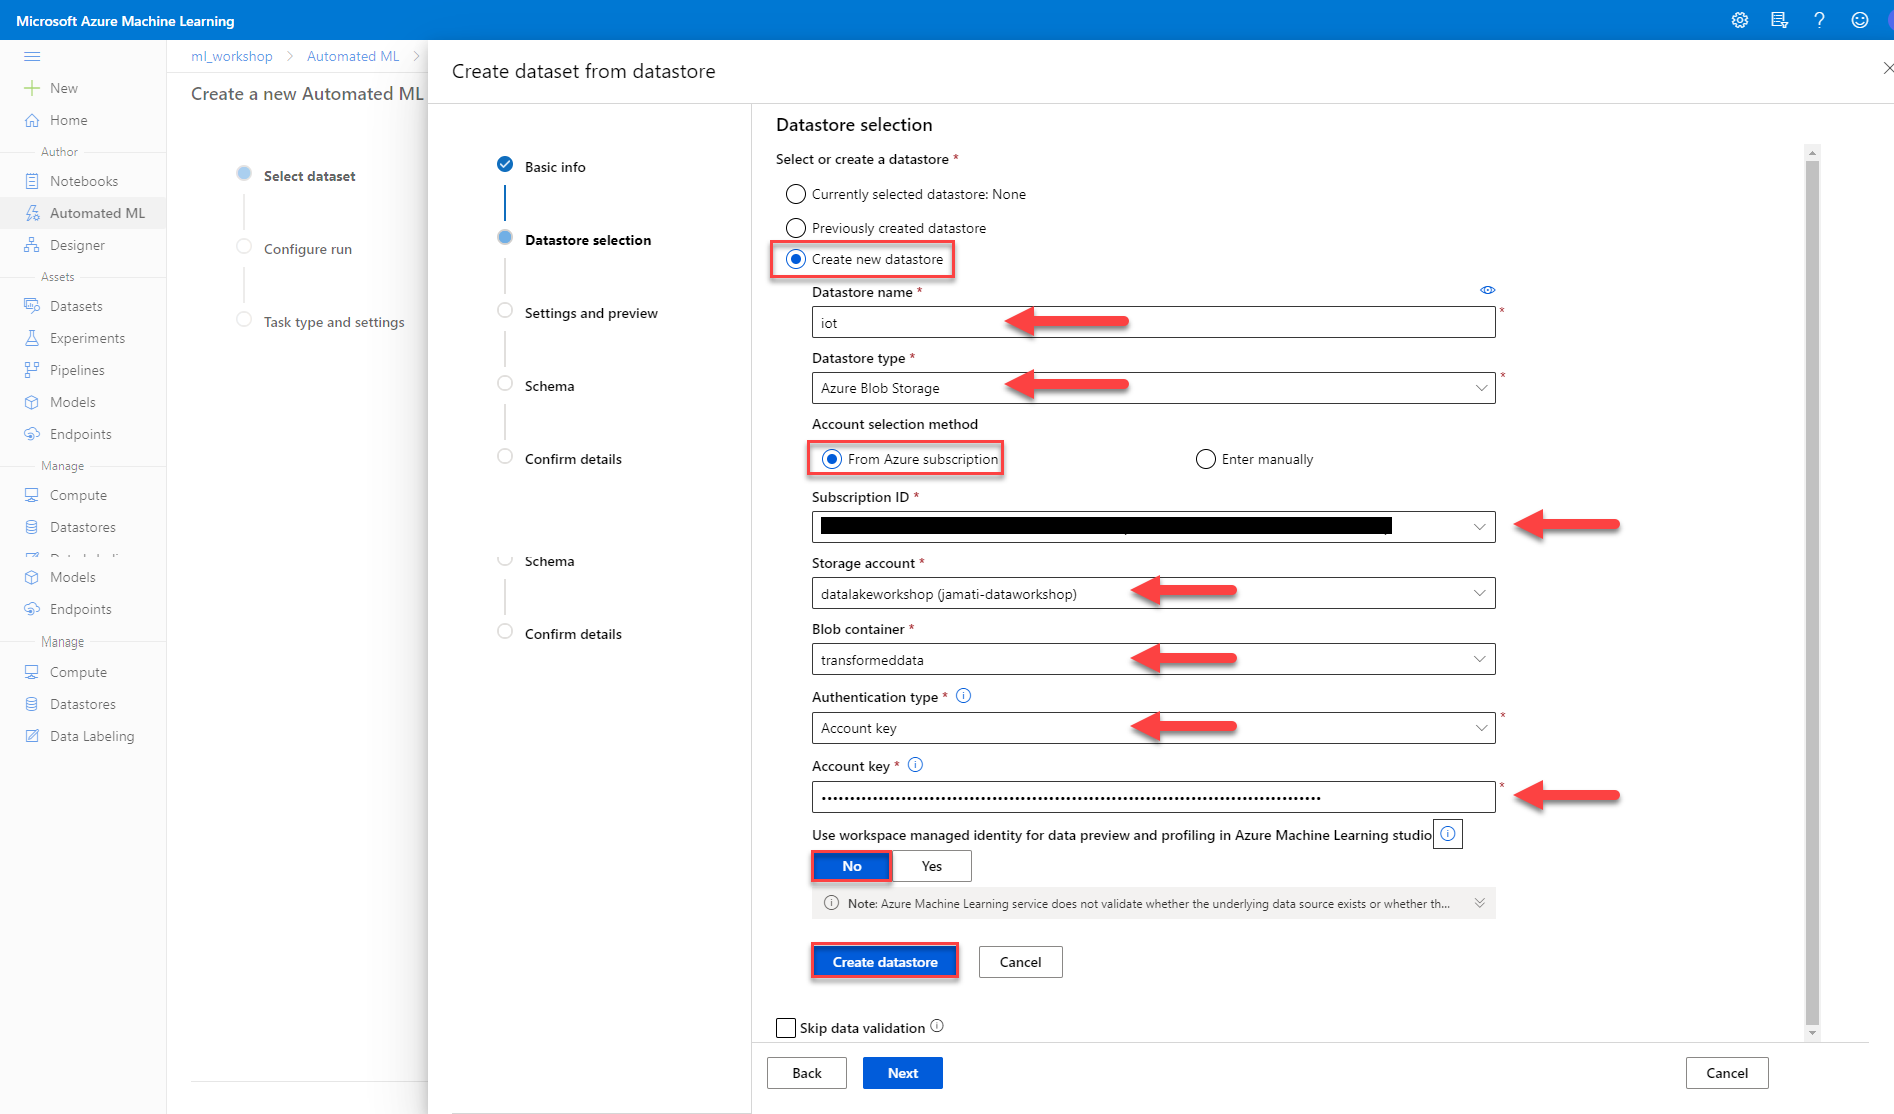 Microsoft Azure Machine Learning
New
Home
Author
Notebooks
Automated ML
Designer
Assets
Datasets
Experiments
Pipelines
Models
Endpoints
Manage
Compute
Datastores
Models
Endpoints
Manage
Compute
Datastores
Data Labeling
ml_workshop > Automated ML >
Create a new Automated ML
Select dataset
Configure run
Task type and settings
Create dataset from datastore
Basic info
Datastore selection
Settings and preview
Schema
Confirm details
Schema
Confirm details
Datastore selection
Select or create a datastore *
Currently selected datastore: None
Previously created datastore
Create new datastore
Datastore name *
iot
*
Datastore type *
Azure Blob Storage
*
Account selection method
From Azure subscription
Enter manually
Subscription ID *
Storage account *
datalakeworkshop (jamati-dataworkshop)
Blob container *
transformeddata
Authentication type *
Account key
*
Account key *
*
Use workspace managed identity for data preview and profiling in Azure Machine Learning studio
No
Yes
Note: Azure Machine Learning service does not validate whether the underlying data source exists or whether th...
Create datastore
Cancel
Skip data validation
Back
Next
Cancel